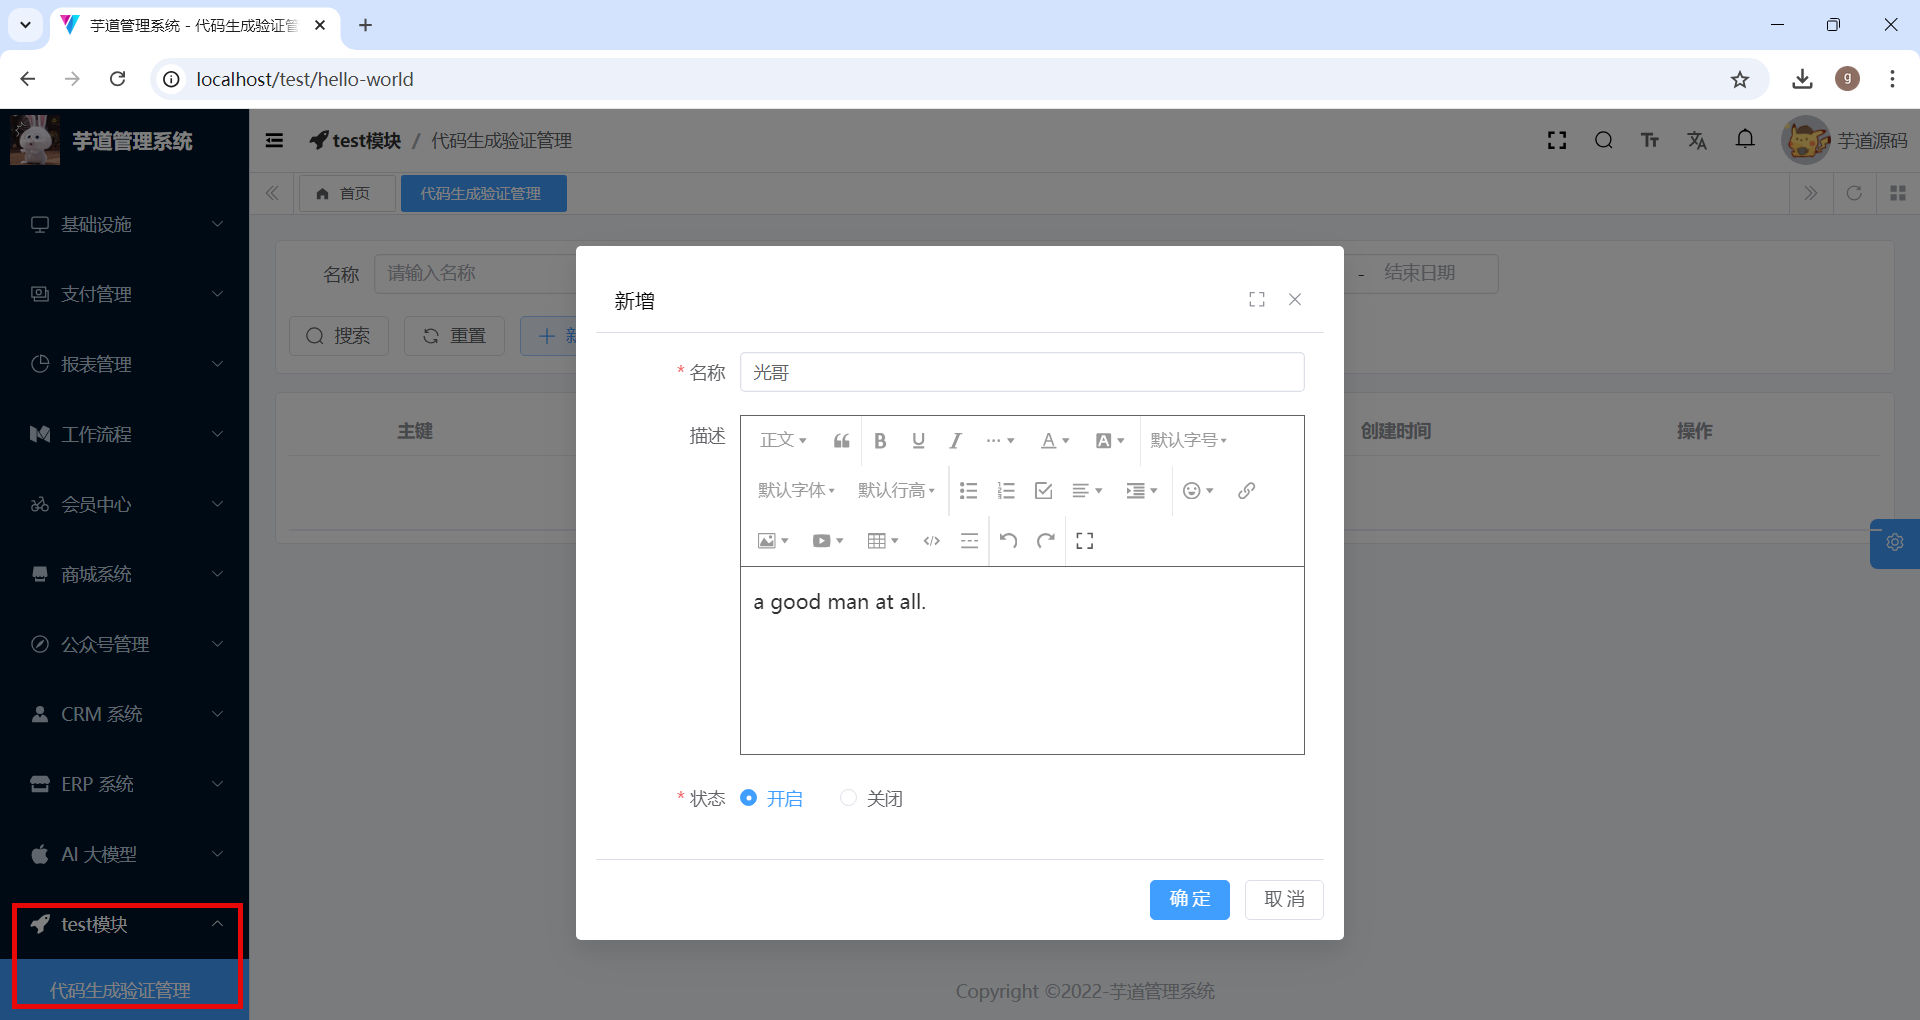 芋道管理系统 - 代码生成验证管
localhost/test/hello-world
g
芋道管理系统
test模块 / 代码生成验证管理
芋道源码
首页
代码生成验证管理
基础设施
支付管理
报表管理
工作流程
会员中心
商城系统
公众号管理
CRM 系统
ERP 系统
AI 大模型
test模块
代码生成验证管理
名称
请输入名称
- 结束日期
搜索
重置
主键
创建时间
操作
新增
* 名称
光哥
描述
正文
B U I
A A
默认字号
默认字体
默认行高
a good man at all.
* 状态
开启
关闭
确定
取消
Copyright ©2022-芋道管理系统